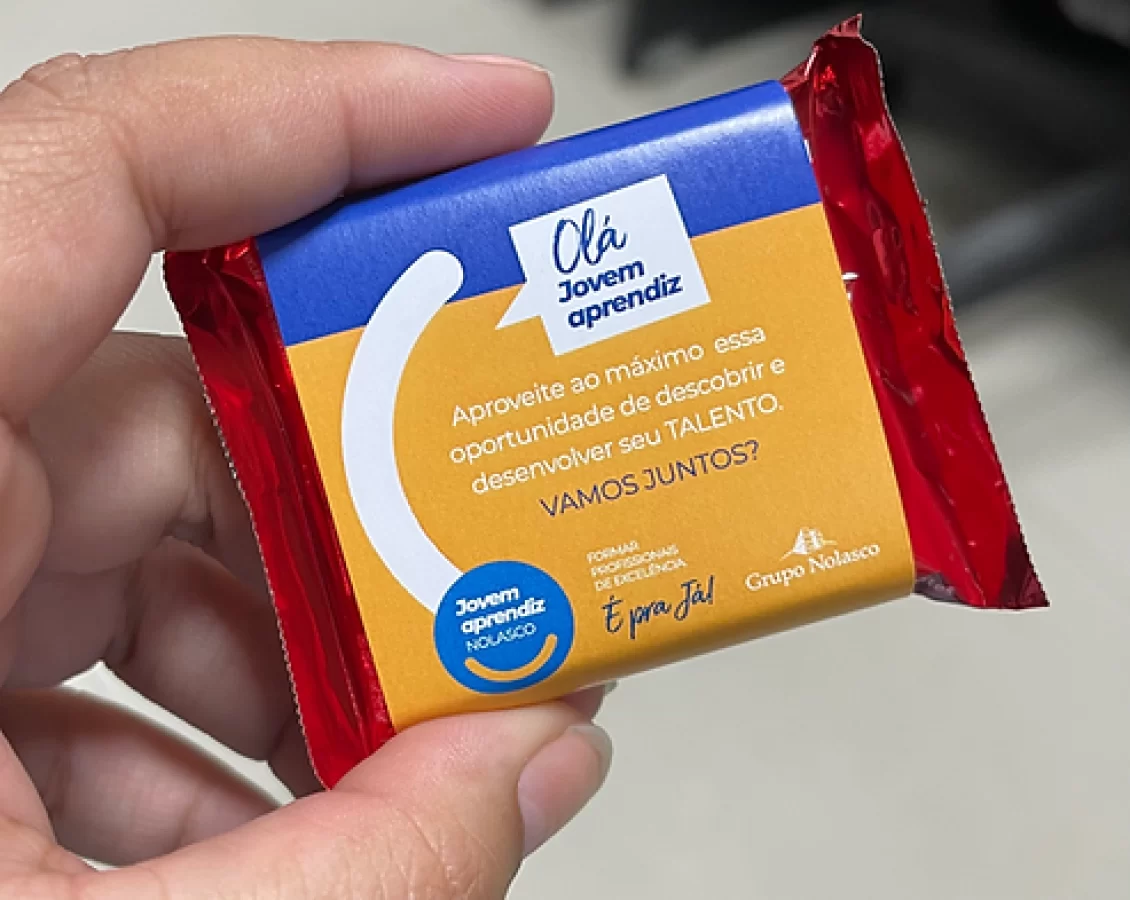 Olá
Jovem
aprendiz
Aproveite ao máximo essa
oportunidade de descobrir e
desenvolver seu TALENTO.
VAMOS JUNTOS?
FORMAR
PROFISSIONAIS
DE EXCELÊNCIA
É pra Já!
Grupo Nolasco
Jovem
aprendiz
NOLASCO